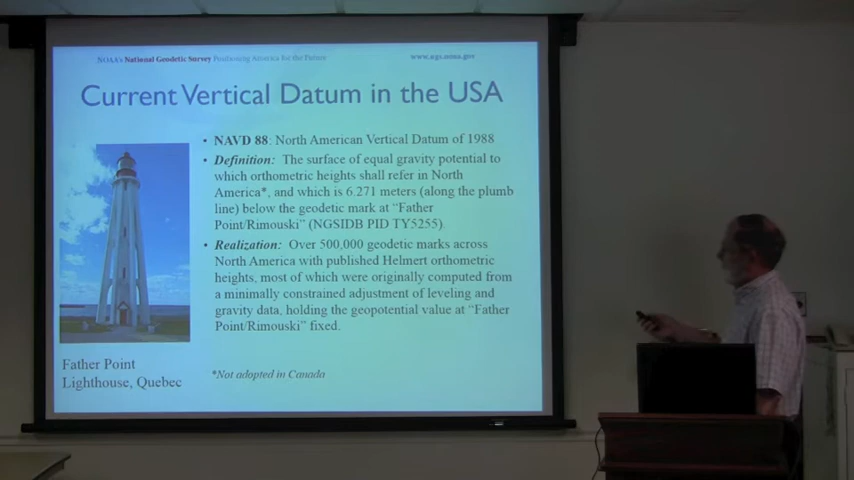 NOAA's National Geodetic Survey Positioning America for the Future www.ngs.noaa.gov
Current Vertical Datum in the USA
• NAVD 88: North American Vertical Datum of 1988
• Definition: The surface of equal gravity potential to
which orthometric heights shall refer in North
America*, and which is 6.271 meters (along the plumb
line) below the geodetic mark at “Father
Point/Rimouski” (NGSIDB PID TY5255).
• Realization: Over 500,000 geodetic marks across
North America with published Helmert orthometric
heights, most of which were originally computed from
a minimally constrained adjustment of leveling and
gravity data, holding the geopotential value at “Father
Point/Rimouski” fixed.
Father Point
Lighthouse, Quebec
*Not adopted in Canada